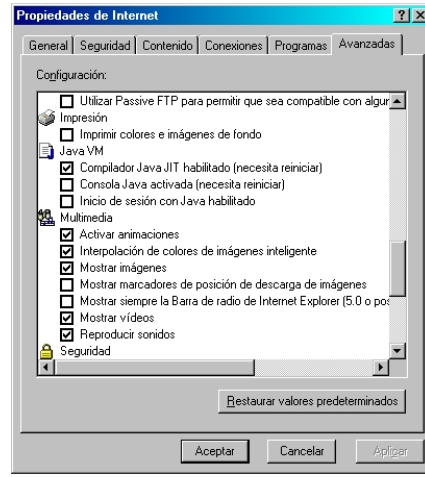 Propiedades de Internet
General Seguridad Contenido Conexiones Programas Avanzadas
Configuración:
Utilizar Passive FTP para permitir que sea compatible con algur
Impresión
Imprimir colores e imágenes de fondo
Java VM
Compilador Java JIT habilitado (necesita reiniciar)
Consola Java activada (necesita reiniciar)
Inicio de sesión con Java habilitado
Multimedia
Activar animaciones
Interpolación de colores de imágenes inteligente
Mostrar imágenes
Mostrar marcadores de posición de descarga de imágenes
Mostrar siempre la Barra de radio de Internet Explorer (5.0 o pos
Mostrar vídeos
Reproducir sonidos
Seguridad
Restaurar valores predeterminados
Aceptar Cancelar Aplicar